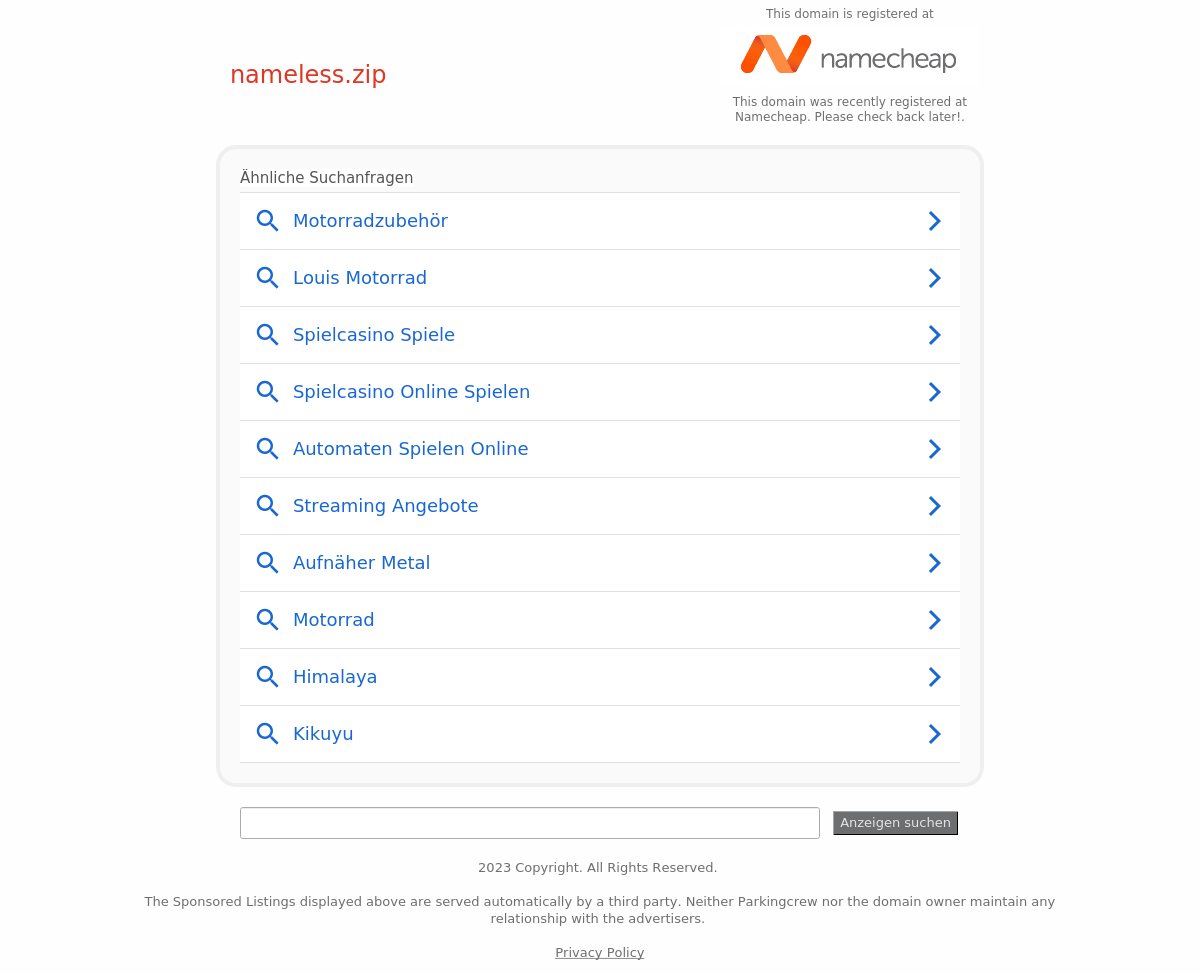 This domain is registered at
namecheap
nameless.zip
This domain was recently registered at
Namecheap. Please check back later!.
Ähnliche Suchanfragen
Motorradzubehör
Louis Motorrad
Spielcasino Spiele
Spielcasino Online Spielen
Automaten Spielen Online
Streaming Angebote
Aufnäher Metal
Motorrad
Himalaya
Kikuyu
Anzeigen suchen
2023 Copyright. All Rights Reserved.
The Sponsored Listings displayed above are served automatically by a third party. Neither Parkingcrew nor the domain owner maintain any
relationship with the advertisers.
Privacy Policy